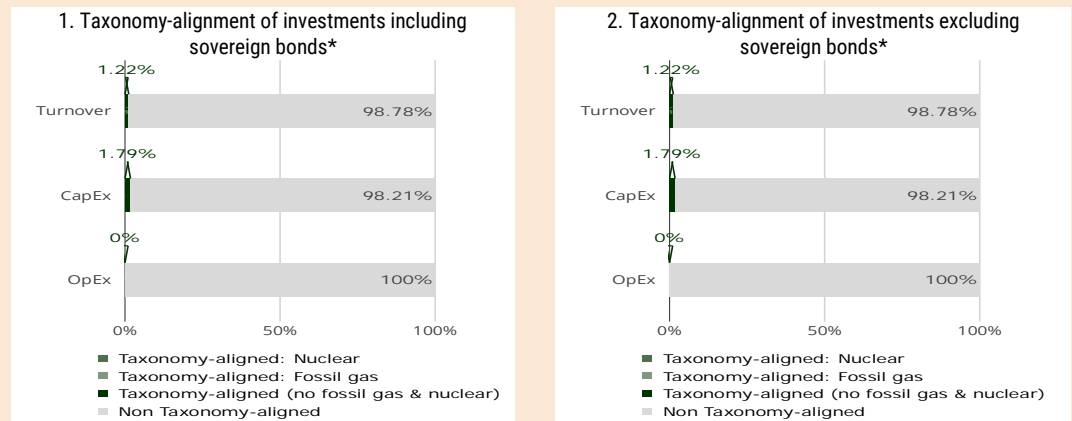 1. Taxonomy-alignment of investments including
sovereign bonds*
1.22%
Turnover
98.78%
1.79%
CapEx
98.21%
0%
OpEx
100%
0%
50%
100%
Taxonomy-aligned: Nuclear
Taxonomy-aligned: Fossil gas
Taxonomy-aligned (no fossil gas & nuclear)
Non Taxonomy-aligned
2. Taxonomy-alignment of investments excluding
sovereign bonds*
1.22%
Turnover
98.78%
1.79%
CapEx
98.21%
0%
OpEx
100%
0%
50%
100%
Taxonomy-aligned: Nuclear
Taxonomy-aligned: Fossil gas
Taxonomy-aligned (no fossil gas & nuclear)
Non Taxonomy-aligned